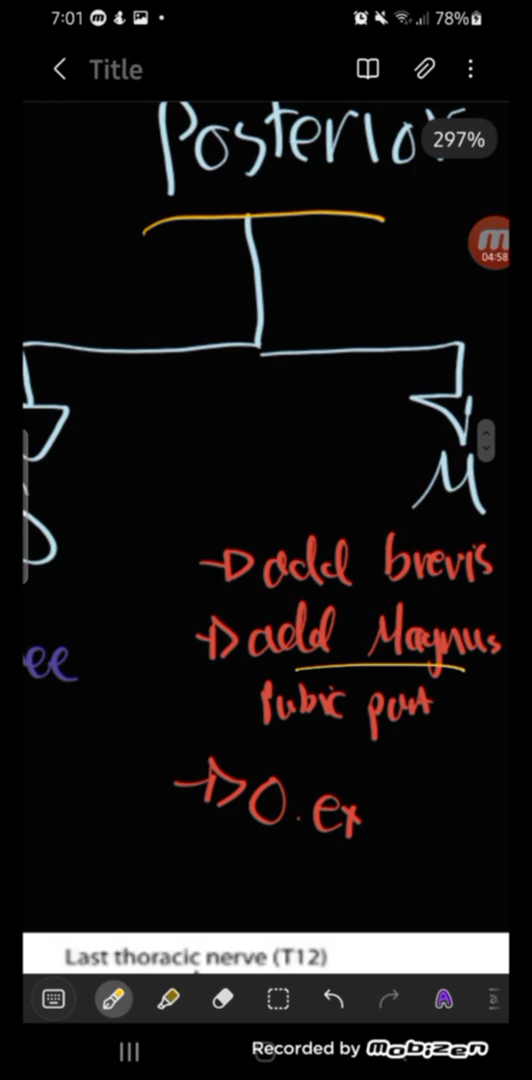 7:01
78%
Title
Posterior
297%
04:58
M
→ add brevis
→ add Magnus
ee
Pubic part
→ O.ex
Last thoracic nerve (T12)
A
Recorded by mobizen